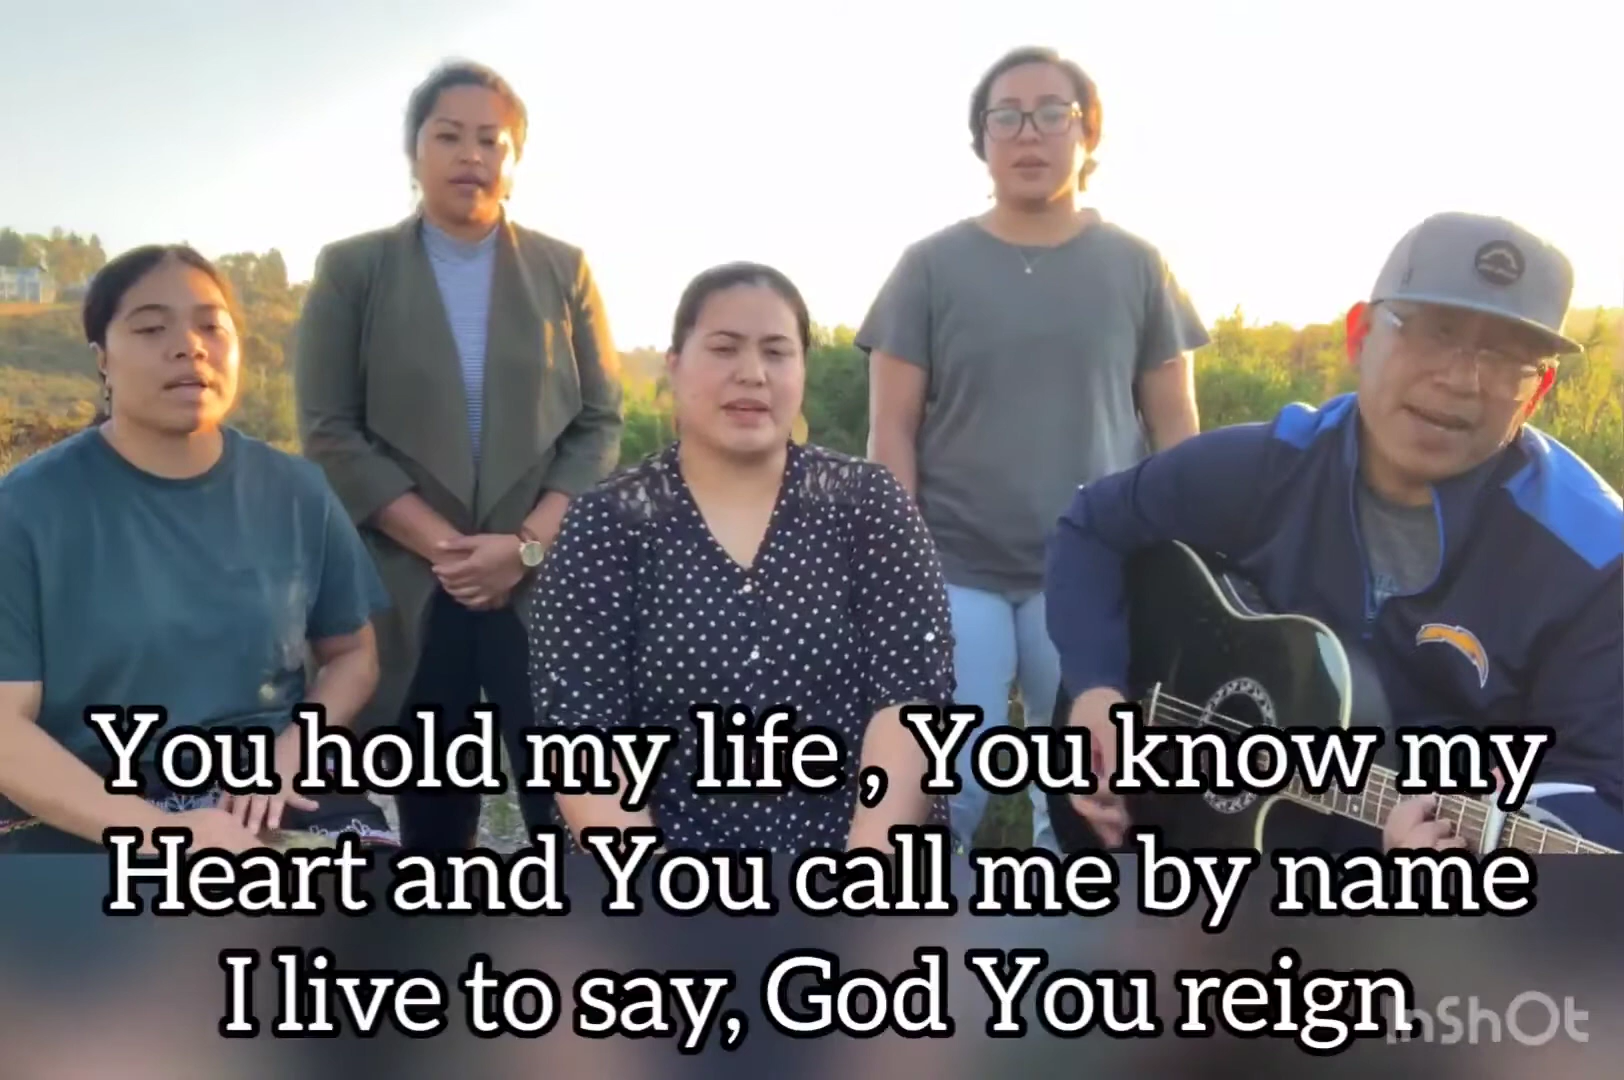 You hold my life , You know my
Heart and You call me by name
I live to say, God You reign
InShOt